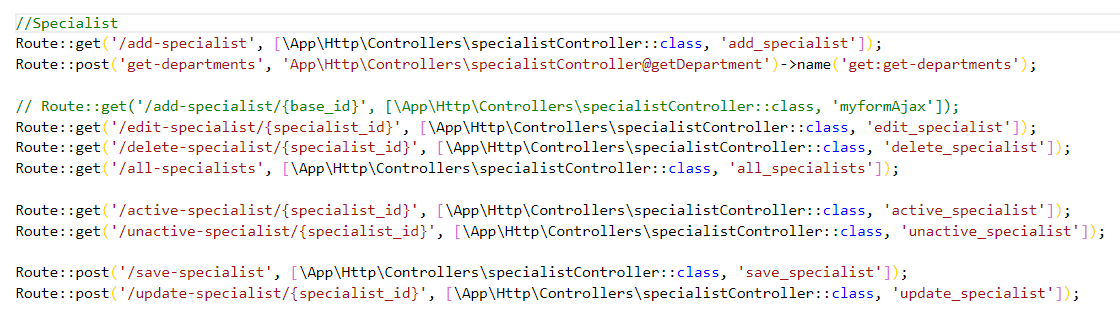 //Specialist
Route::get('/add-specialist', [\App\Http\Controllers\specialistController::class, 'add_specialist']);
Route::post('get-departments', 'App\Http\Controllers\specialistController@getDepartment')->name('get:get-departments');
// Route::get('/add-specialist/{base_id}', [\App\Http\Controllers\specialistController::class, 'myformAjax']);
Route::get('/edit-specialist/{specialist_id}', [\App\Http\Controllers\specialistController::class, 'edit_specialist']);
Route::get('/delete-specialist/{specialist_id}', [\App\Http\Controllers\specialistController::class, 'delete_specialist']);
Route::get('/all-specialists', [\App\Http\Controllers\specialistController::class, 'all_specialists']);
Route::get('/active-specialist/{specialist_id}', [\App\Http\Controllers\specialistController::class, 'active_specialist']);
Route::get('/unactive-specialist/{specialist_id}', [\App\Http\Controllers\specialistController::class, 'unactive_specialist']);
Route::post('/save-specialist', [\App\Http\Controllers\specialistController::class, 'save_specialist']);
Route::post('/update-specialist/{specialist_id}', [\App\Http\Controllers\specialistController::class, 'update_specialist']);